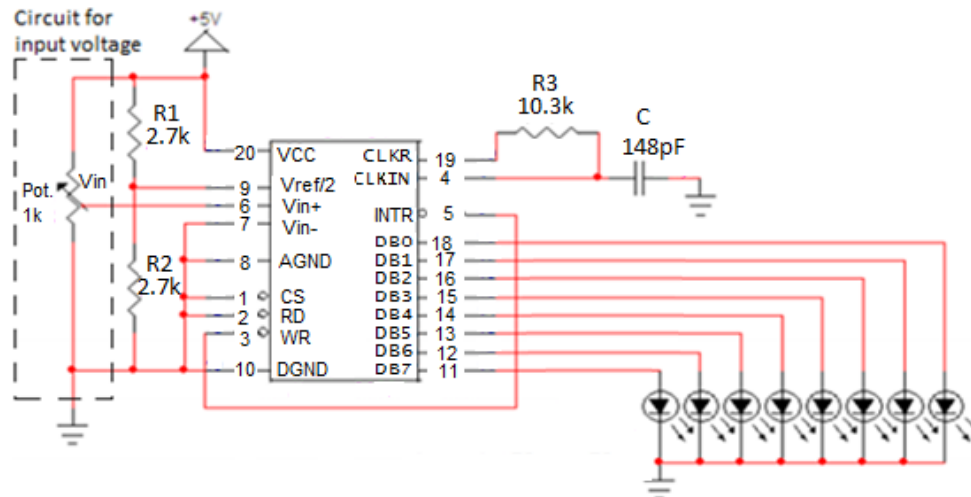 Circuit for
input voltage
+5V
R1
2.7k
R2
2.7k
Pot.
1k
Vin
R3
10.3k
C
148pF
20 VCC
9 Vref/2
6 Vin+
7 Vin-
8 AGND
1 CS
2 RD
3 WR
10 DGND
CLKR 19
CLKIN 4
INTR 5
DB0 18
DB1 17
DB2 16
DB3 15
DB4 14
DB5 13
DB6 12
DB7 11